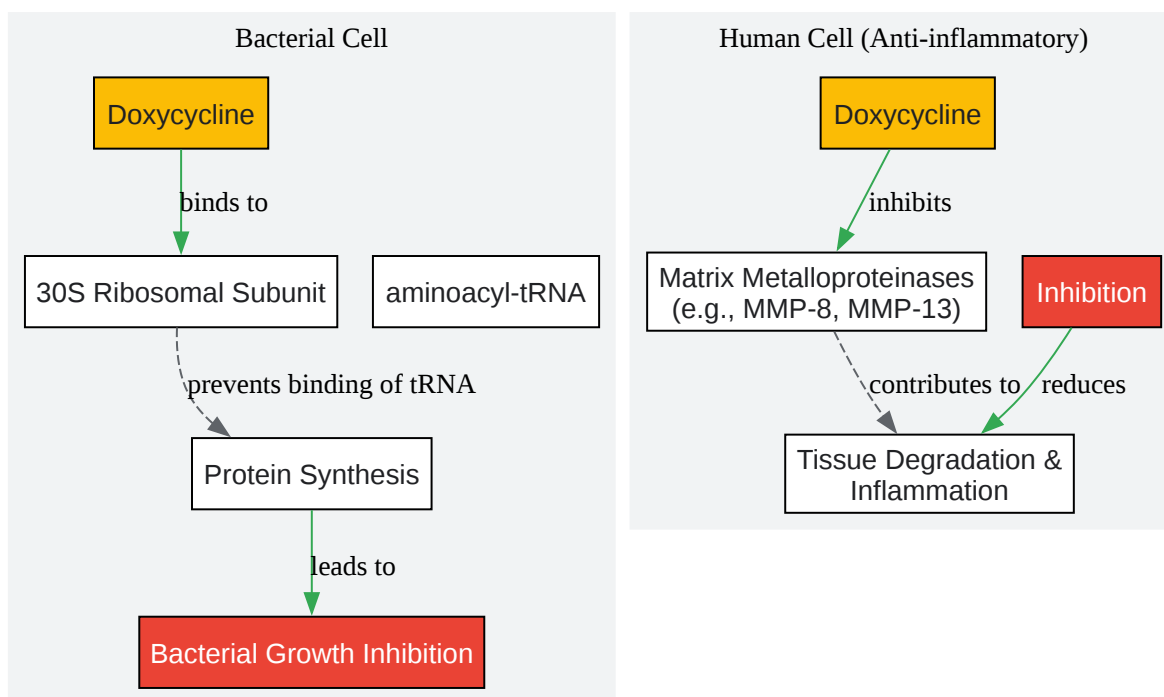 Bacterial Cell
Doxycycline
binds to
30S Ribosomal Subunit
aminoacyl-tRNA
prevents binding of tRNA
Protein Synthesis
leads to
Bacterial Growth Inhibition
Human Cell (Anti-inflammatory)
Doxycycline
inhibits
Matrix Metalloproteinases
(e.g., MMP-8, MMP-13)
Inhibition
contributes to
reduces
Tissue Degradation &
Inflammation